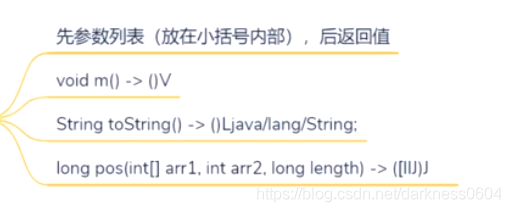 先参数列表（放在小括号内部），后返回值
void m() -> ()V
String toString() -> ()Ljava/lang/String;
long pos(int[] arr1, int arr2, long length) -> ([IIJ)J
https://blog.csdn.net/darkness0604